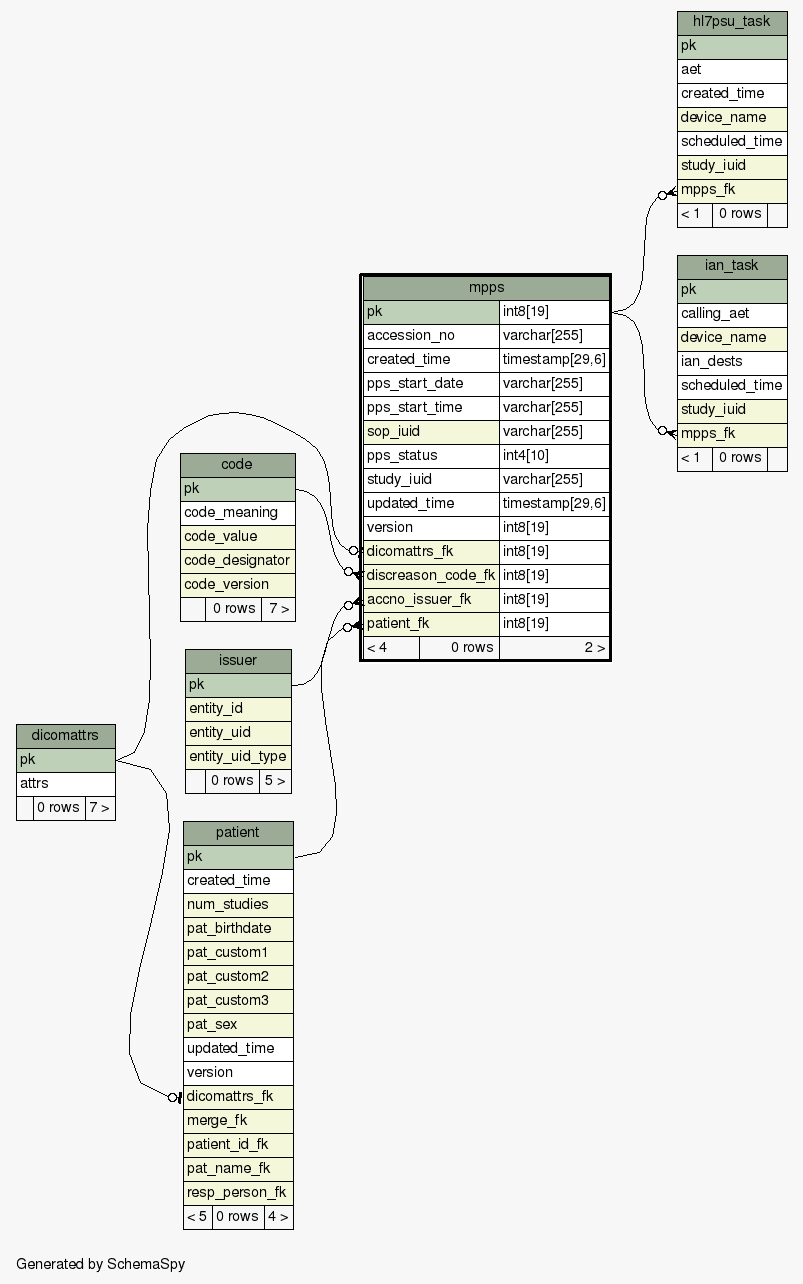 hl7psu_task
pk
aet
created_time
device_name
scheduled_time
study_iuid
mpps_fk
< 1 0 rows
ian_task
pk
calling_aet
device_name
ian_dests
scheduled_time
study_iuid
mpps_fk
< 1 0 rows
mpps
pk int8[19]
accession_no varchar[255]
created_time timestamp[29,6]
pps_start_date varchar[255]
pps_start_time varchar[255]
sop_iuid varchar[255]
pps_status int4[10]
study_iuid varchar[255]
updated_time timestamp[29,6]
version int8[19]
dicomattrs_fk int8[19]
discreason_code_fk int8[19]
accno_issuer_fk int8[19]
patient_fk int8[19]
< 4 0 rows 2 >
code
pk
code_meaning
code_value
code_designator
code_version
0 rows 7 >
issuer
pk
entity_id
entity_uid
entity_uid_type
0 rows 5 >
dicomattrs
pk
attrs
0 rows 7 >
patient
pk
created_time
num_studies
pat_birthdate
pat_custom1
pat_custom2
pat_custom3
pat_sex
updated_time
version
dicomattrs_fk
merge_fk
patient_id_fk
pat_name_fk
resp_person_fk
< 5 0 rows 4 >
Generated by SchemaSpy